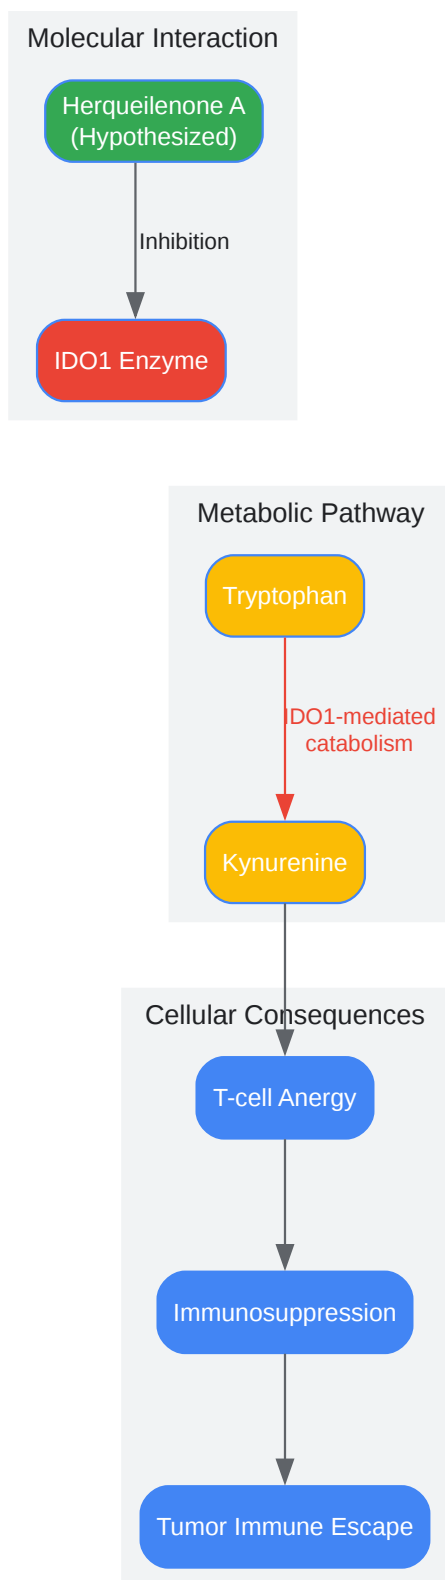 Molecular Interaction
Herqueilenone A
(Hypothesized)
Inhibition
IDO1 Enzyme
Metabolic Pathway
Tryptophan
IDO1-mediated
catabolism
Kynurenine
Cellular Consequences
T-cell Anergy
Immunosuppression
Tumor Immune Escape